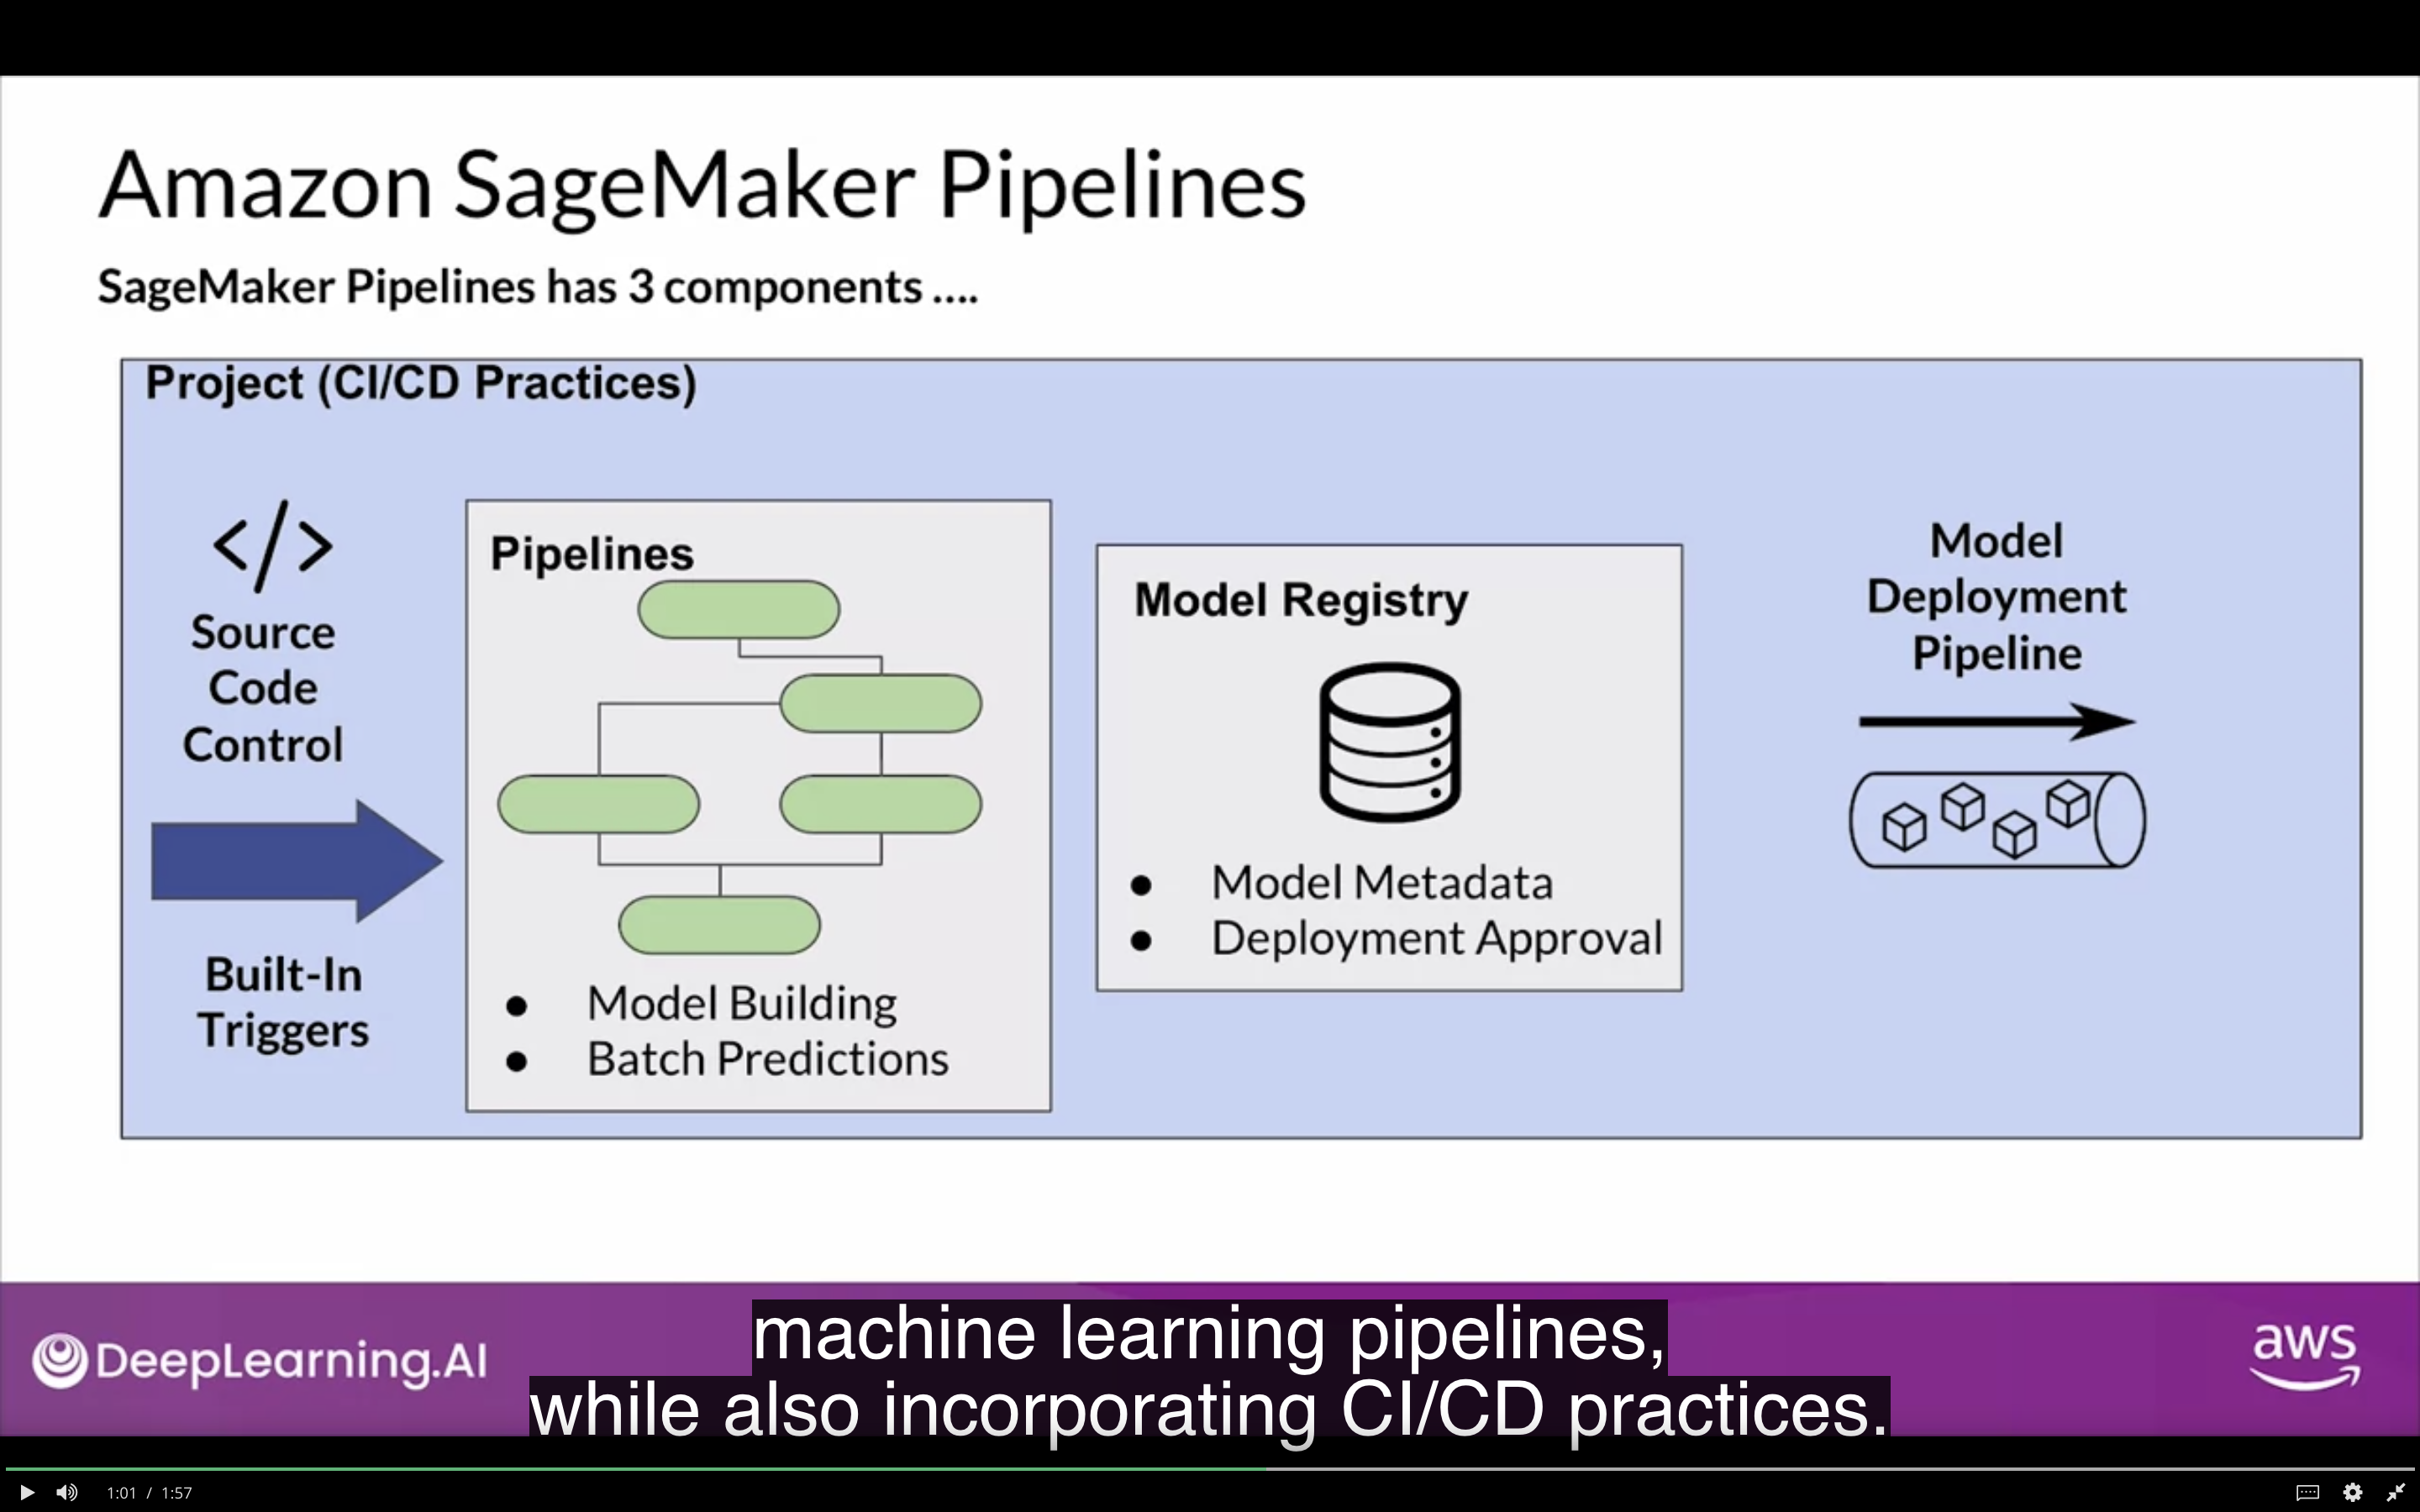 Amazon SageMaker Pipelines
SageMaker Pipelines has 3 components ....
Project (CI/CD Practices)
</>
Source
Code
Control
Built-In
Triggers
Pipelines
● Model Building
● Batch Predictions
Model Registry
● Model Metadata
● Deployment Approval
Model
Deployment
Pipeline
DeepLearning.AI
machine learning pipelines,
while also incorporating CI/CD practices.
aws
1:01 / 1:57